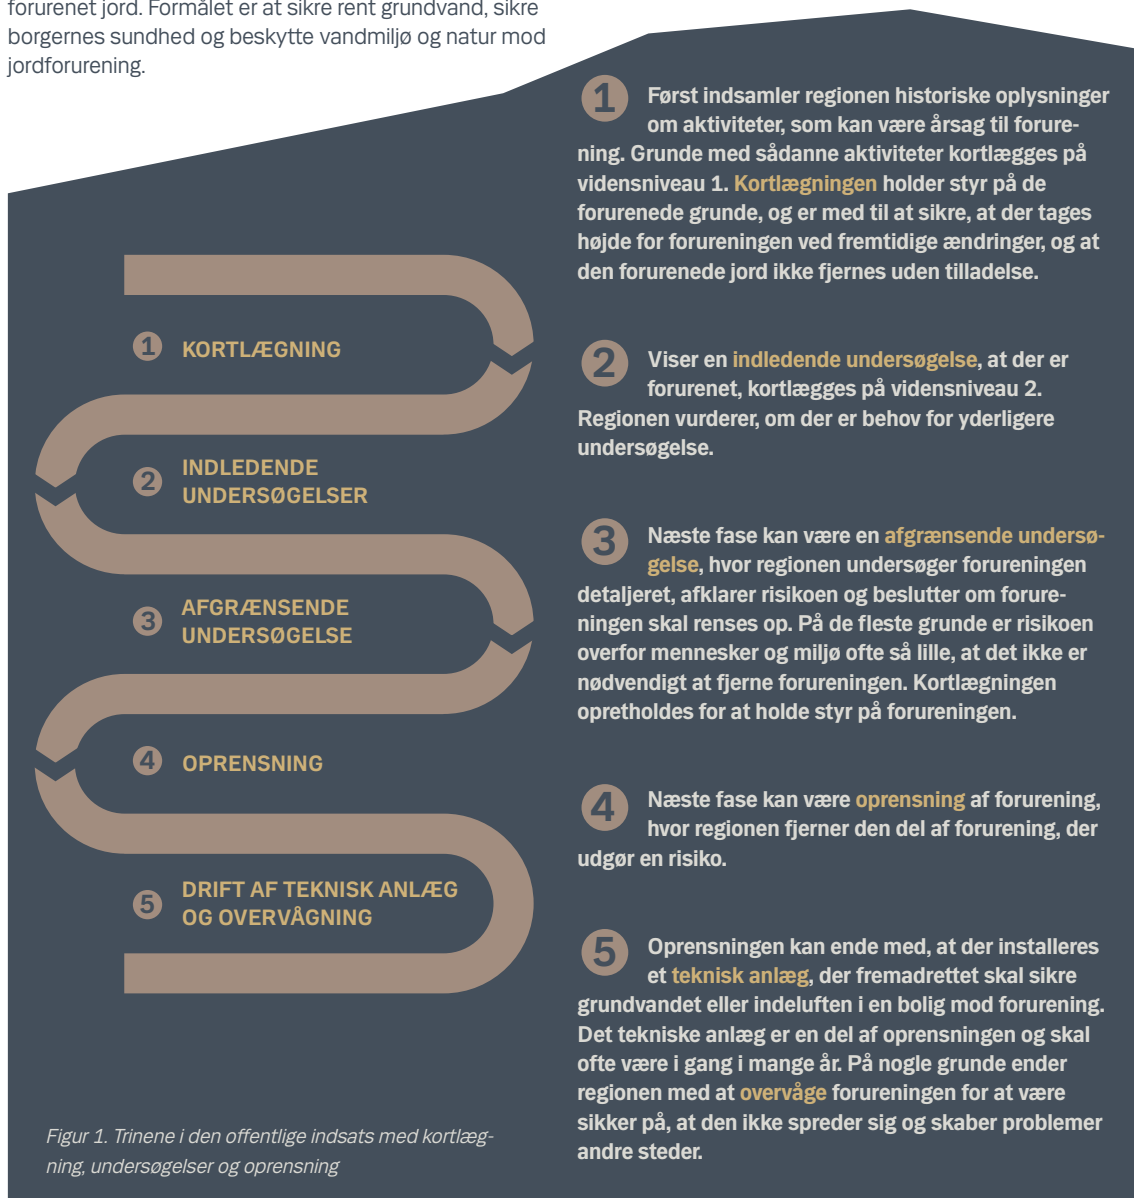 forurenet jord. Formålet er at sikre rent grundvand, sikre
borgernes sundhed og beskytte vandmiljø og natur mod
jordforurening.
1 KORTLÆGNING
2 INDLEDENDE
UNDERSØGELSER
3 AFGRÆNSENDE
UNDERSØGELSE
4 OPRENSNING
5 DRIFT AF TEKNISK ANLÆG
OG OVERVÅGNING
Figur 1. Trinene i den offentlige indsats med kortlæg-
ning, undersøgelser og oprensning
1 Først indsamler regionen historiske oplysninger
om aktiviteter, som kan være årsag til forure-
ning. Grunde med sådanne aktiviteter kortlægges på
vidensniveau 1. Kortlægningen holder styr på de
forurenede grunde, og er med til at sikre, at der tages
højde for forureningen ved fremtidige ændringer, og at
den forurenede jord ikke fjernes uden tilladelse.
2 Viser en indledende undersøgelse, at der er
forurenet, kortlægges på vidensniveau 2.
Regionen vurderer, om der er behov for yderligere
undersøgelse.
3 Næste fase kan være en afgrænsende undersø-
gelse, hvor regionen undersøger forureningen
detaljeret, afklarer risikoen og beslutter om forure-
ningen skal renses op. På de fleste grunde er risikoen
overfor mennesker og miljø ofte så lille, at det ikke er
nødvendigt at fjerne forureningen. Kortlægningen
opretholdes for at holde styr på forureningen.
4 Næste fase kan være oprensning af forurening,
hvor regionen fjerner den del af forurening, der
udgør en risiko.
5 Oprensningen kan ende med, at der installeres
et teknisk anlæg, der fremadrettet skal sikre
grundvandet eller indeluften i en bolig mod forurening.
Det tekniske anlæg er en del af oprensningen og skal
ofte være i gang i mange år. På nogle grunde ender
regionen med at overvåge forureningen for at være
sikker på, at den ikke spreder sig og skaber problemer
andre steder.